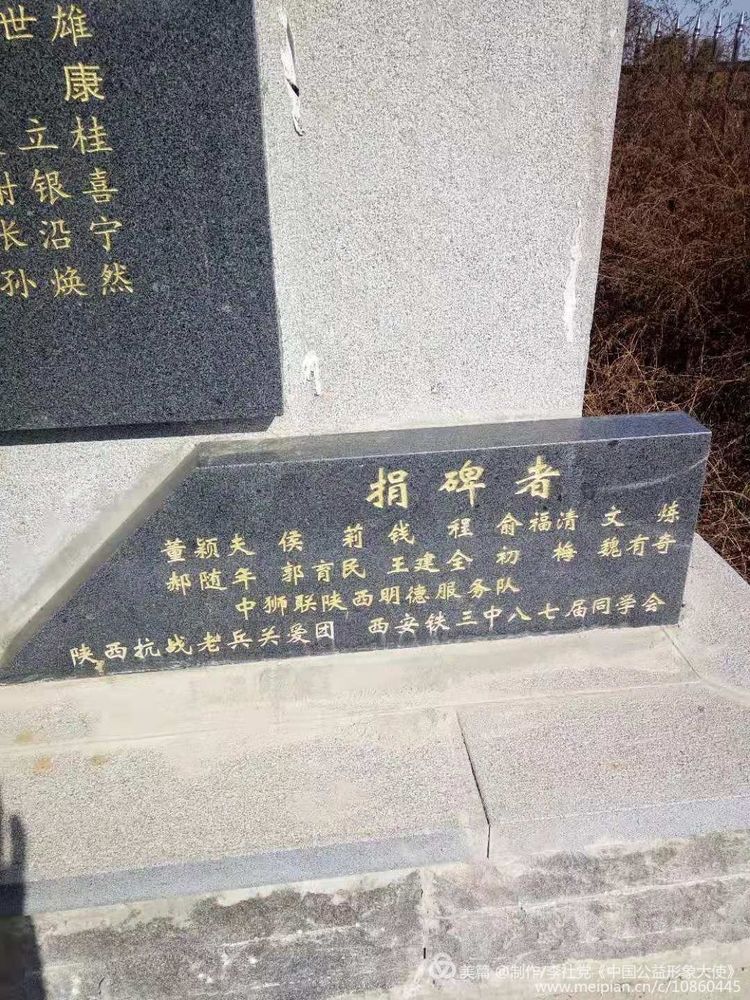 世雄
康
立桂
谢银喜
张沿宁
孙焕然
捐碑者
董颖夫 侯莉 钱程 俞福清 文炼
郝随年 郭育民 王建全 初梅 魏有奇
中狮联陕西明德服务队
陕西抗战老兵关爱团 西安铁三中八七届同学会
美篇 @制作/李社党《中国公益形象大使》
www.meipian.cn/c/10860445